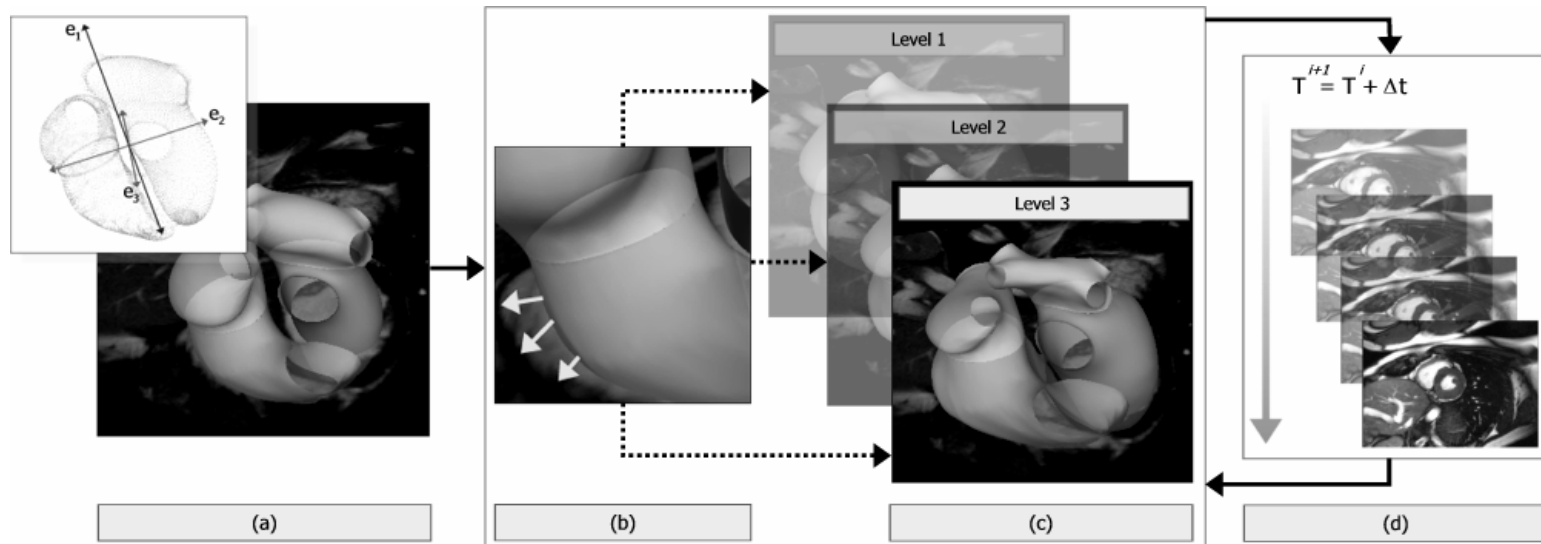 e1
e2
e3
Level 1
Level 2
Level 3
T^{i+1} = T^i + Δt
(a)
(b)
(c)
(d)